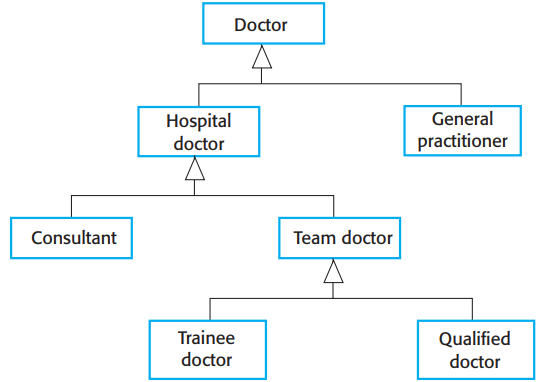 Doctor
Hospital
doctor
General
practitioner
Consultant
Team doctor
Trainee
doctor
Qualified
doctor